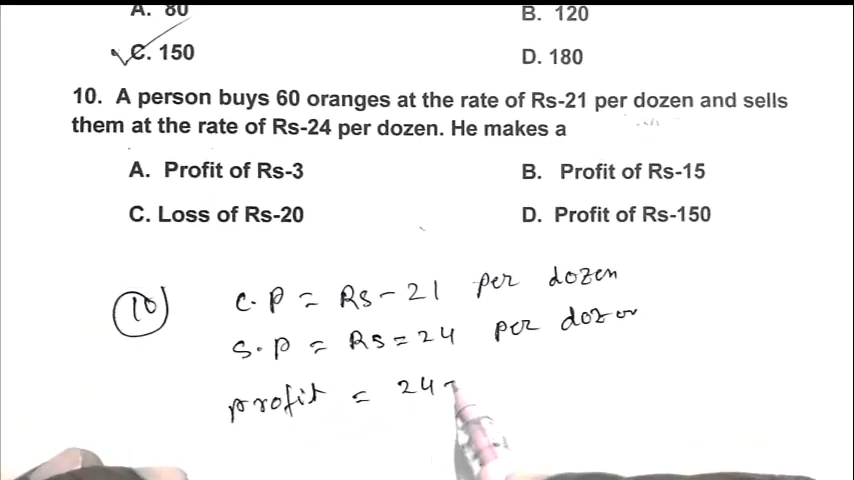 A. 80
B. 120
C. 150
D. 180
10. A person buys 60 oranges at the rate of Rs-21 per dozen and sells
them at the rate of Rs-24 per dozen. He makes a
A. Profit of Rs-3
B. Profit of Rs-15
C. Loss of Rs-20
D. Profit of Rs-150
10
C.P = Rs-21 per dozen
S.P = Rs=24 per dozen
profit = 24-